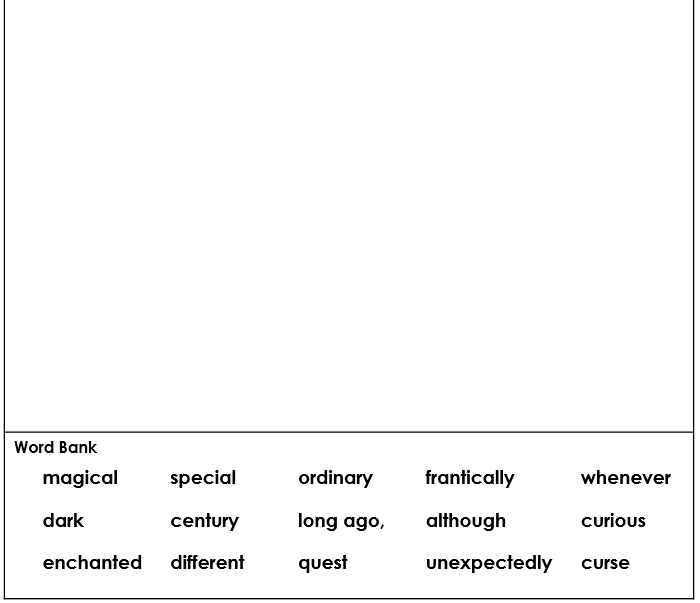 Word Bank
magical special ordinary frantically whenever
dark century long ago, although curious
enchanted different quest unexpectedly curse